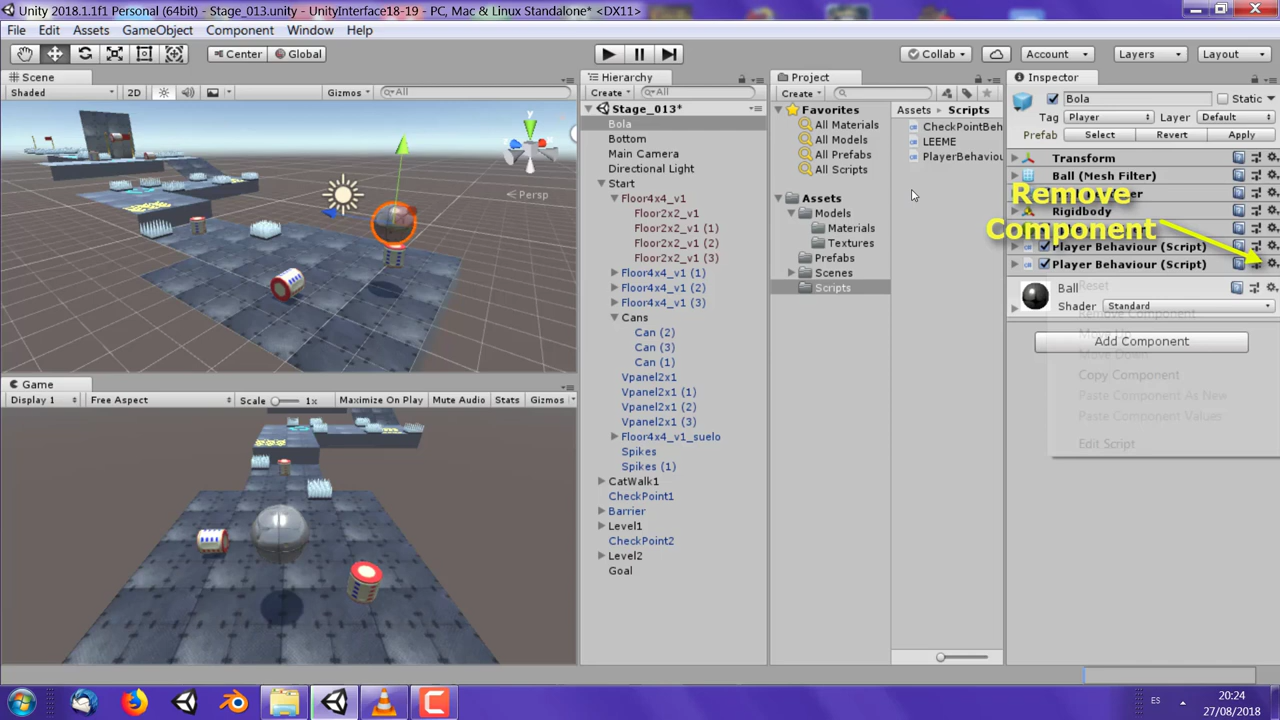 Unity 2018.1.1f1 Personal (64bit) - Stage_013.unity - UnityInterface18-19 - PC, Mac & Linux Standalone* <DX11>
File Edit Assets GameObject Component Window Help
Center Global Collab Account Layers Layout
Scene
Shaded 2D Gizmos All
y
Persp
Game
Display 1 Free Aspect Scale 1x Maximize On Play Mute Audio Stats Gizmos
Hierarchy
Create All
Stage_013*
Bola
Bottom
Main Camera
Directional Light
Start
Floor4x4_v1
Floor2x2_v1
Floor2x2_v1 (1)
Floor2x2_v1 (2)
Floor2x2_v1 (3)
Floor4x4_v1 (1)
Floor4x4_v1 (2)
Floor4x4_v1 (3)
Cans
Can (2)
Can (3)
Can (1)
Vpanel2x1
Vpanel2x1 (1)
Vpanel2x1 (2)
Vpanel2x1 (3)
Floor4x4_v1_suelo
Spikes
Spikes (1)
CatWalk1
CheckPoint1
Barrier
Level1
CheckPoint2
Level2
Goal
Project
Create
Favorites
All Materials
All Models
All Prefabs
All Scripts
Assets
Models
Materials
Textures
Prefabs
Scenes
Scripts
Assets Scripts
CheckPointBeh
LEEME
PlayerBehaviou
Inspector
Bola Static
Tag Player Layer Default
Prefab Select Revert Apply
Transform
Ball (Mesh Filter)
Remove
Rigidbody
Component
Player Behaviour (Script)
Player Behaviour (Script)
Ball
Shader Standard
Add Component
Reset
Remove Component
Move Up
Move Down
Copy Component
Paste Component As New
Paste Component Values
Edit Script
ES
20:24
27/08/2018